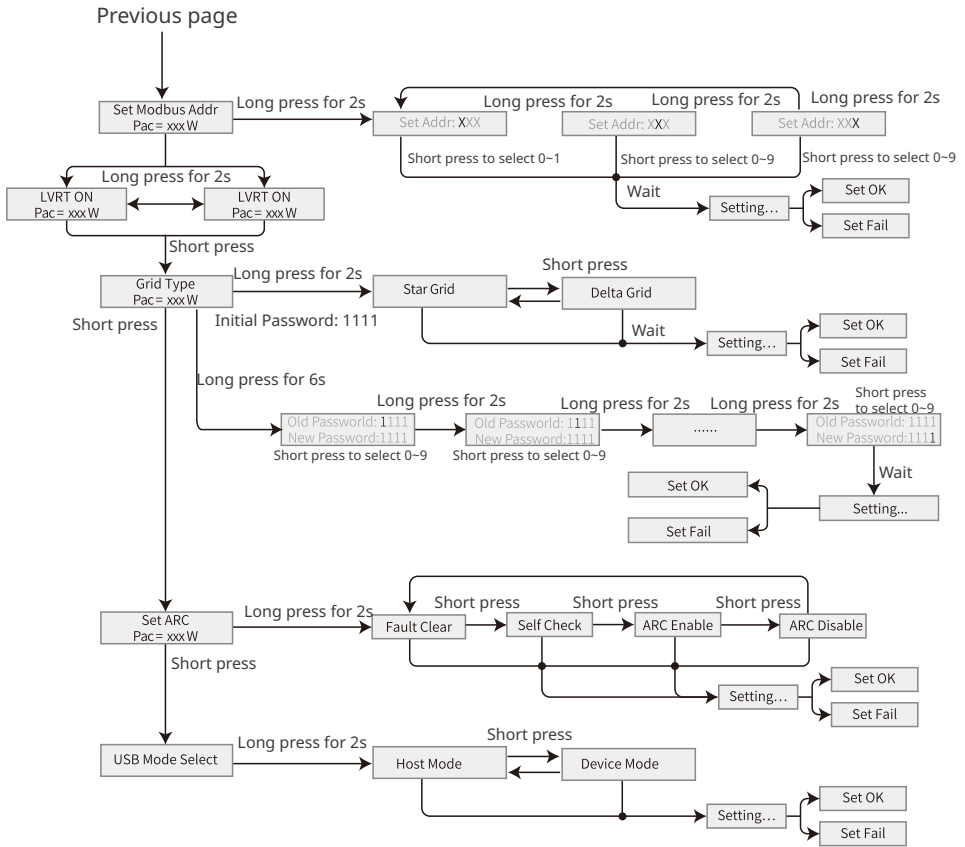 Previous page
Set Modbus Addr
Pac= xxx W
Long press for 2s
Set Addr: XXX
Long press for 2s
Set Addr: XXX
Long press for 2s
Set Addr: XXX
Long press for 2s
Short press to select 0~1
Short press to select 0~9
Short press to select 0~9
LVRT ON
Pac= xxx W
Long press for 2s
LVRT ON
Pac= xxx W
Wait
Setting...
Set OK
Set Fail
Short press
Grid Type
Pac= xxx W
Long press for 2s
Initial Password: 1111
Star Grid
Short press
Delta Grid
Wait
Setting...
Set OK
Set Fail
Short press
Long press for 6s
Old Passworld: 1111
New Password:1111
Short press to select 0~9
Long press for 2s
Old Passworld: 1111
New Password:1111
Short press to select 0~9
Long press for 2s
......
Long press for 2s
Short press
to select 0~9
Old Passworld: 1111
New Password:1111
Wait
Setting...
Set OK
Set Fail
Set ARC
Pac= xxx W
Long press for 2s
Fault Clear
Short press
Self Check
Short press
ARC Enable
Short press
ARC Disable
Setting...
Set OK
Set Fail
Short press
USB Mode Select
Long press for 2s
Host Mode
Short press
Device Mode
Setting...
Set OK
Set Fail